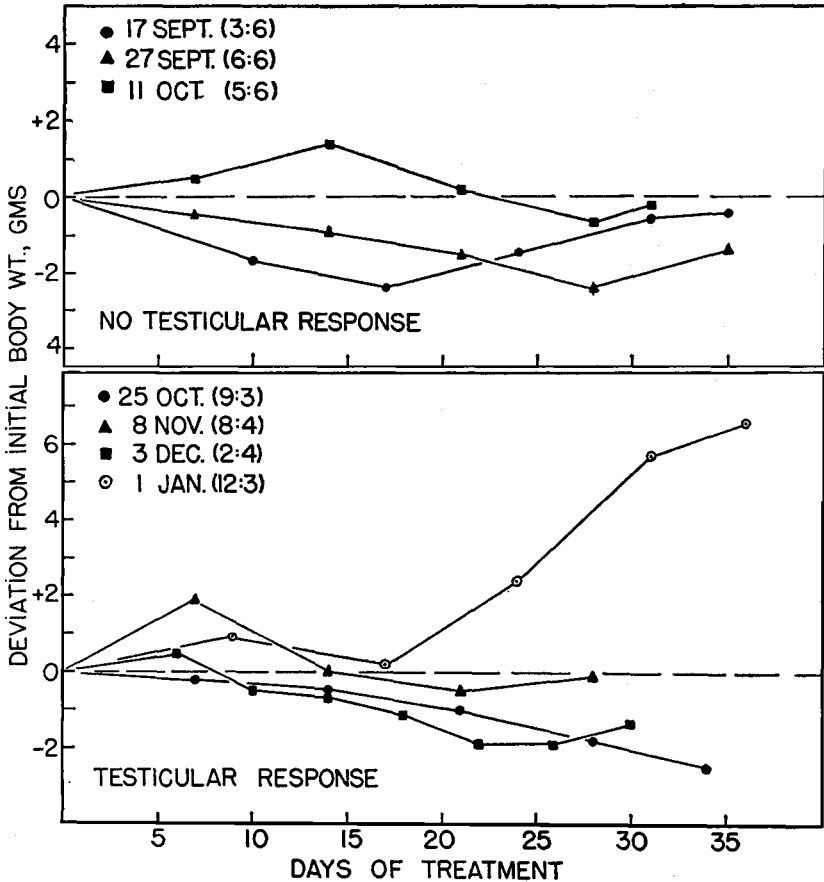 4
+2
0
-2
4
● 17 SEPT. (3:6)
▲ 27 SEPT. (6:6)
■ 11 OCT. (5:6)
NO TESTICULAR RESPONSE
DEVIATION FROM INITIAL BODY WT., GMS
6
4
+2
0
-2
● 25 OCT. (9:3)
▲ 8 NOV. (8:4)
■ 3 DEC. (2:4)
⊙ 1 JAN. (12:3)
TESTICULAR RESPONSE
5 10 15 20 25 30 35
DAYS OF TREATMENT